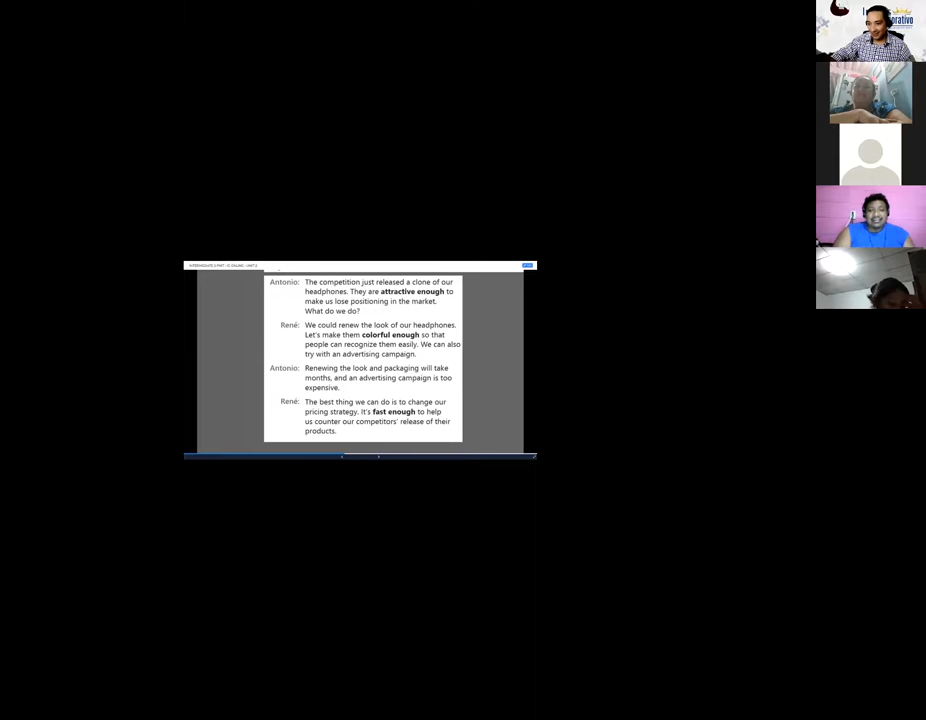 Antonio: The competition just released a clone of our
headphones. They are attractive enough to
make us lose positioning in the market.
What do we do?
René: We could renew the look of our headphones.
Let's make them colorful enough so that
people can recognize them easily. We can also
try with an advertising campaign.
Antonio: Renewing the look and packaging will take
months, and an advertising campaign is too
expensive.
René: The best thing we can do is to change our
pricing strategy. It's fast enough to help
us counter our competitors' release of their
products.